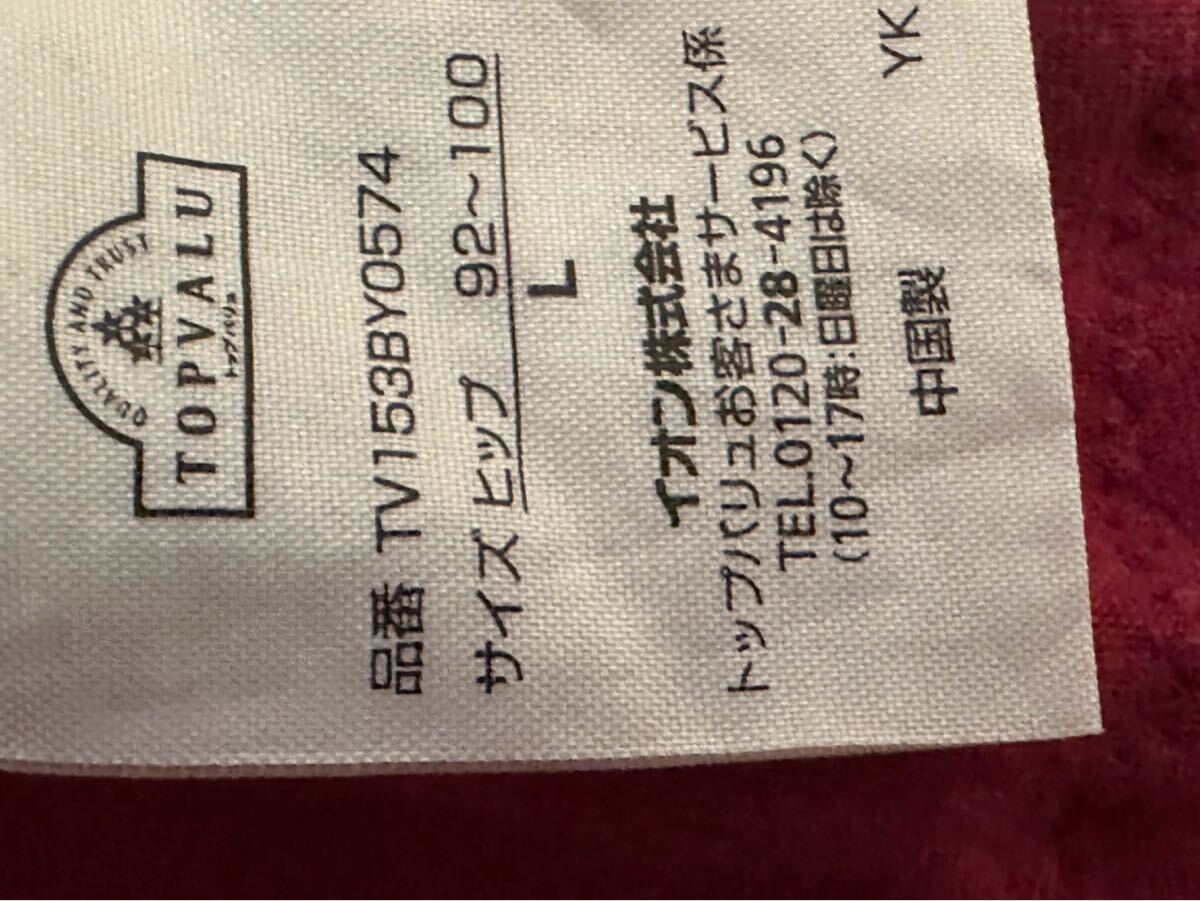 QUALITY AND TRUST
TOPVALU
トップバリュ
品番 TV153BY0574
サイズ ヒップ 92～100
L
イオン株式会社
トップバリュお客さまサービス係
TEL.0120-28-4196
(10～17時:日曜日は除く)
中国製 YK